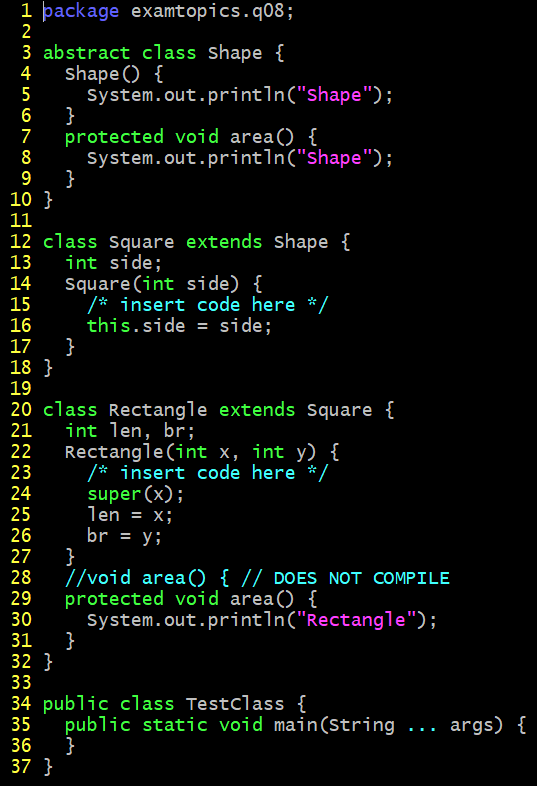 1 package examtopics.q08;
2
3 abstract class Shape {
4   Shape() {
5     System.out.println("Shape");
6   }
7   protected void area() {
8     System.out.println("Shape");
9   }
10 }
11
12 class Square extends Shape {
13   int side;
14   Square(int side) {
15     /* insert code here */
16     this.side = side;
17   }
18 }
19
20 class Rectangle extends Square {
21   int len, br;
22   Rectangle(int x, int y) {
23     /* insert code here */
24     super(x);
25     len = x;
26     br = y;
27   }
28   //void area() { // DOES NOT COMPILE
29   protected void area() {
30     System.out.println("Rectangle");
31   }
32 }
33
34 public class TestClass {
35   public static void main(String ... args) {
36   }
37 }